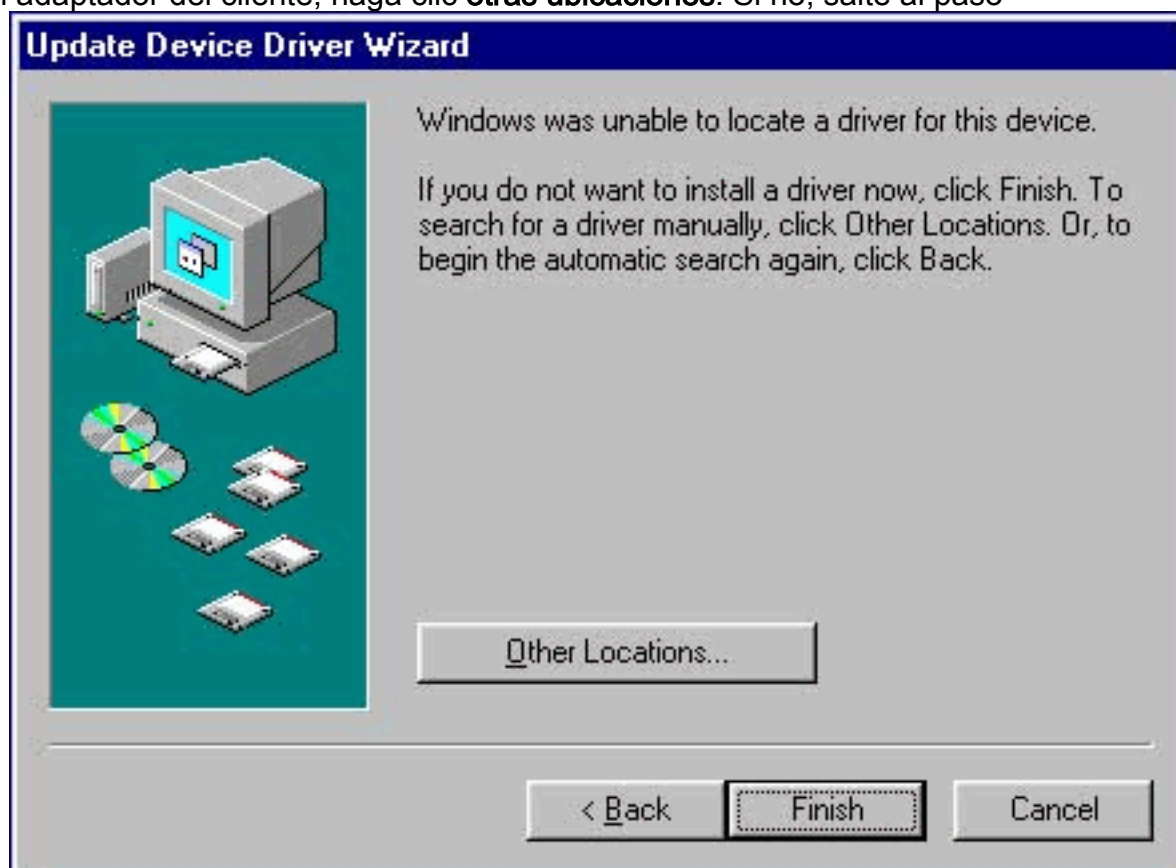 adaptador del cliente, haga clic otras ubicaciones. Si no, salte al paso
Update Device Driver Wizard
Windows was unable to locate a driver for this device.
If you do not want to install a driver now, click Finish. To
search for a driver manually, click Other Locations. Or, to
begin the automatic search again, click Back.
Other Locations...
< Back
Finish
Cancel